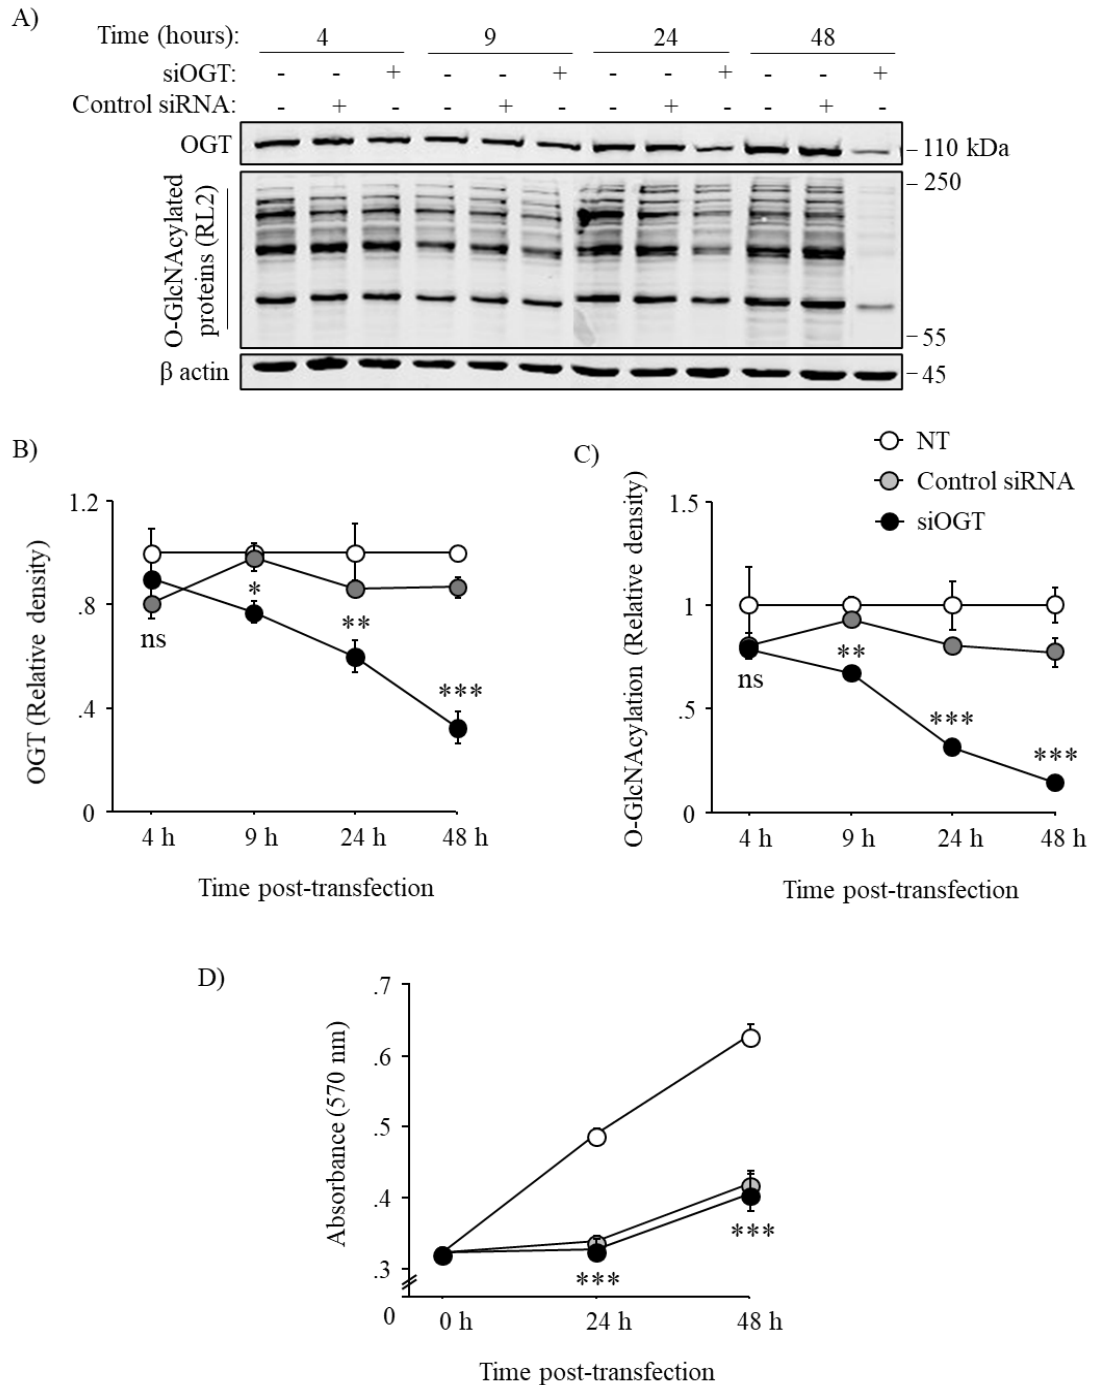 A)
Time (hours): 4 9 24 48
siOGT: - - + - - + - - + - - +
Control siRNA: - + - - + - - + - - + -
OGT
110 kDa
250
O-GlcNAcylated
proteins (RL2)
55
β actin
45
B)
C)
NT
Control siRNA
siOGT
1.2
.8
.4
0
OGT (Relative density)
ns
*
**
***
4 h 9 h 24 h 48 h
Time post-transfection
1.5
1
.5
0
O-GlcNAcylation (Relative density)
ns
**
***
***
4 h 9 h 24 h 48 h
Time post-transfection
D)
.7
.6
.5
.4
.3
0
Absorbance (570 nm)
***
***
0 h 24 h 48 h
Time post-transfection